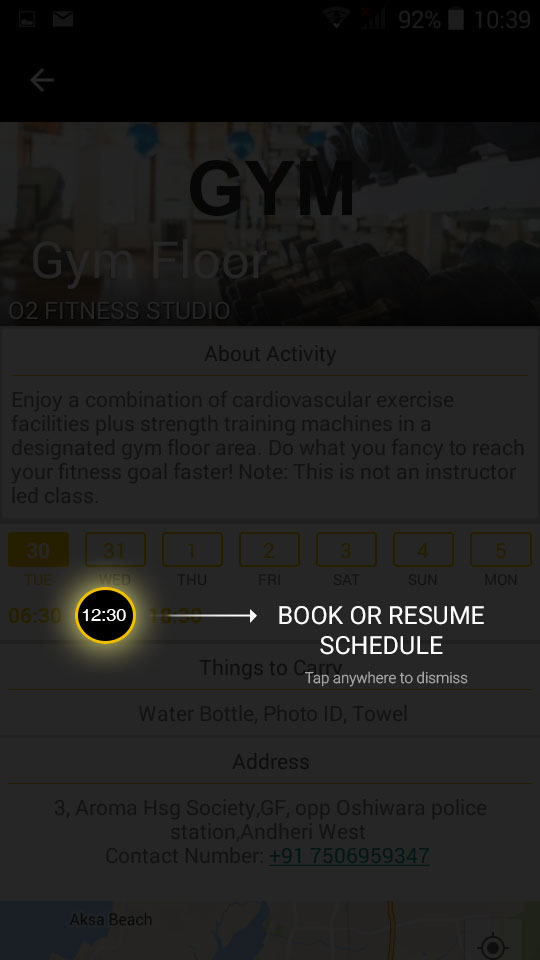 92% 10:39
GYM
Gym Floor
O2 FITNESS STUDIO
About Activity
Enjoy a combination of cardiovascular exercise
facilities plus strength training machines in a
designated gym floor area. Do what you fancy to reach
your fitness goal faster! Note: This is not an instructor
led class.
30 31 1 2 3 4 5
TUE WED THU FRI SAT SUN MON
06:30 12:30 18:30
BOOK OR RESUME
SCHEDULE
Things to Carry
Tap anywhere to dismiss
Water Bottle, Photo ID, Towel
Address
3, Aroma Hsg Society,GF, opp Oshiwara police
station,Andheri West
Contact Number: +91 7506959347
Aksa Beach